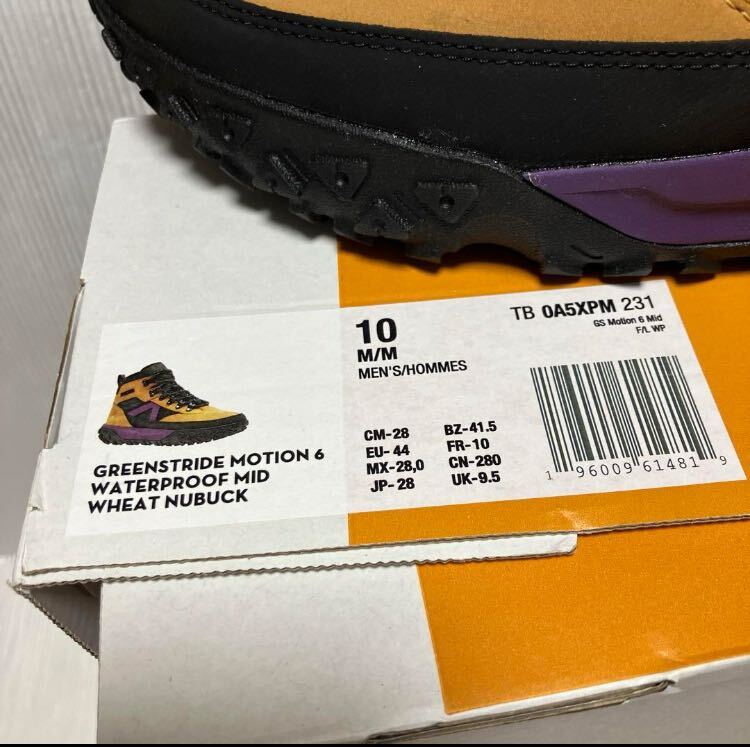 GREENSTRIDE MOTION 6
WATERPROOF MID
WHEAT NUBUCK
10
M/M
MEN'S/HOMMES
CM-28 BZ-41.5
EU- 44 FR-10
MX-28,0 CN-280
JP- 28 UK-9.5
TB 0A5XPM 231
GS Motion 6 Mid
F/L WP
1 96009 61481 9